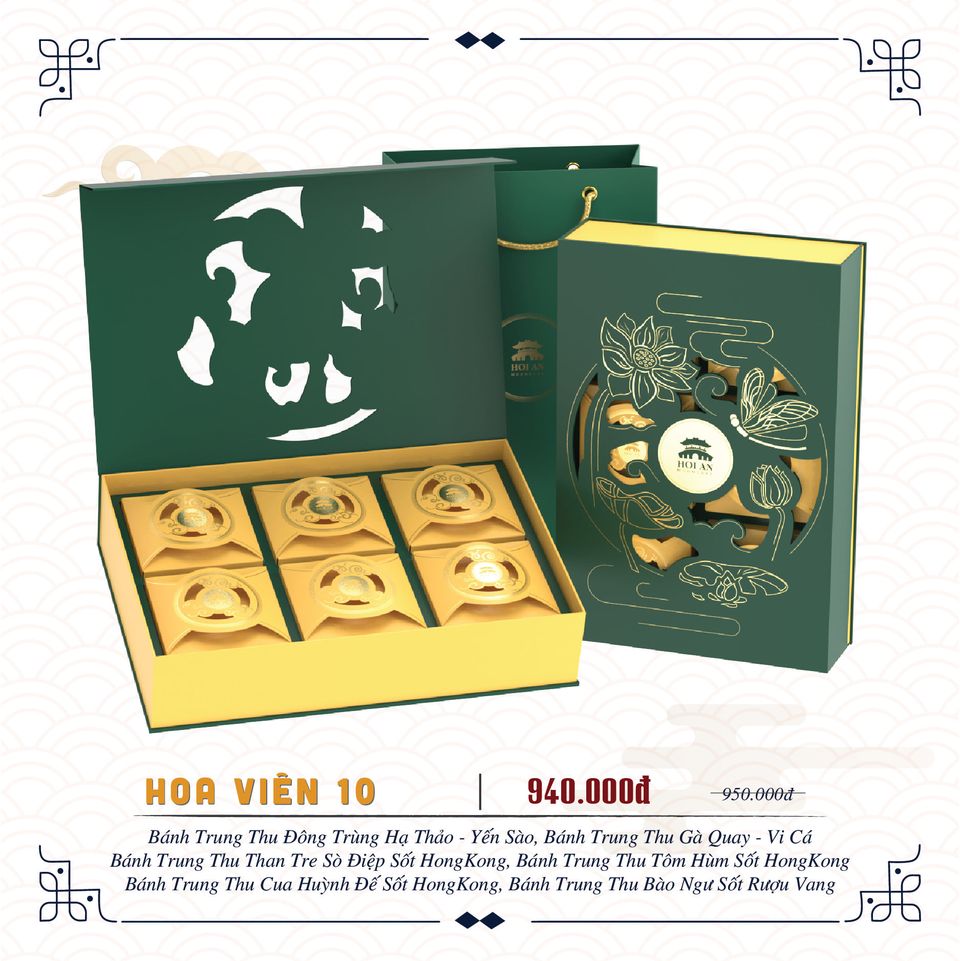 HOI AN
MOONCAKE
HOI AN
MOONCAKE
HOA VIÊN 10
940.000đ
950.000đ
Bánh Trung Thu Đông Trùng Hạ Thảo - Yến Sào, Bánh Trung Thu Gà Quay - Vi Cá
Bánh Trung Thu Than Tre Sò Điệp Sốt HongKong, Bánh Trung Thu Tôm Hùm Sốt HongKong
Bánh Trung Thu Cua Huỳnh Đế Sốt HongKong, Bánh Trung Thu Bào Ngư Sốt Rượu Vang